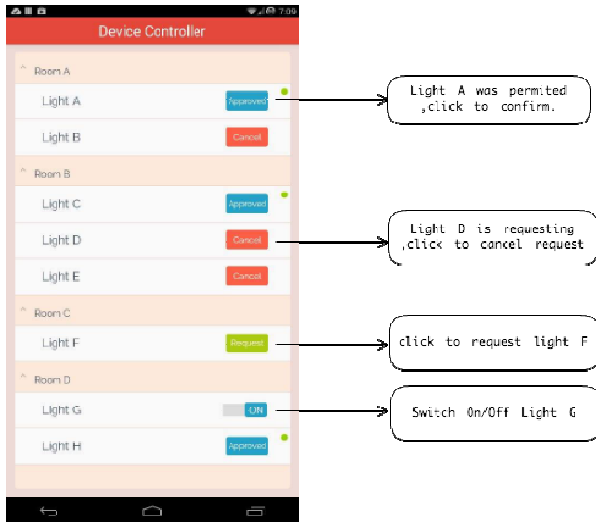 7:09
Device Controller
Room A
Light A
Approved
Light A was permited
,click to confirm.
Light B
Cancel
Room B
Light C
Approved
Light D
Cancel
Light D is requesting
,click to cancel request
Light E
Cancel
Room C
Light F
Request
click to request light F
Room D
Light G
ON
Switch On/Off Light G
Light H
Approved